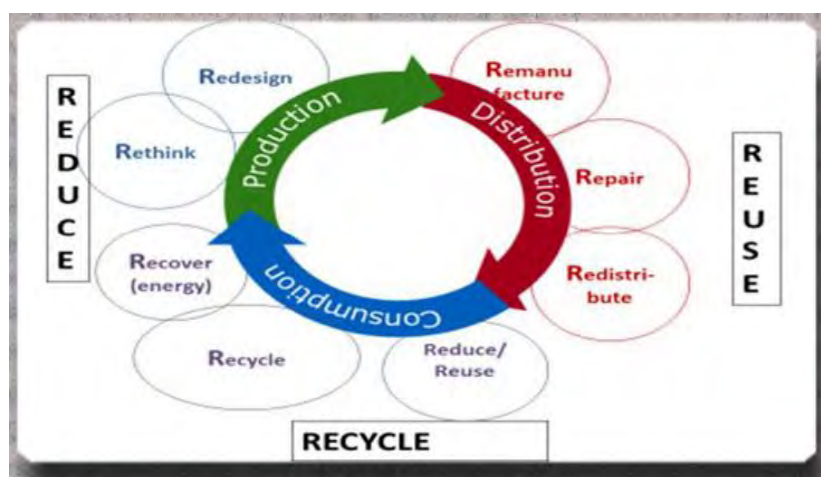 REDUCE
Redesign
Rethink
Production
Remanu
facture
Distribution
Repair
Redistri-
bute
REUSE
Recover
(energy)
Consumption
Recycle
Reduce/
Reuse
RECYCLE